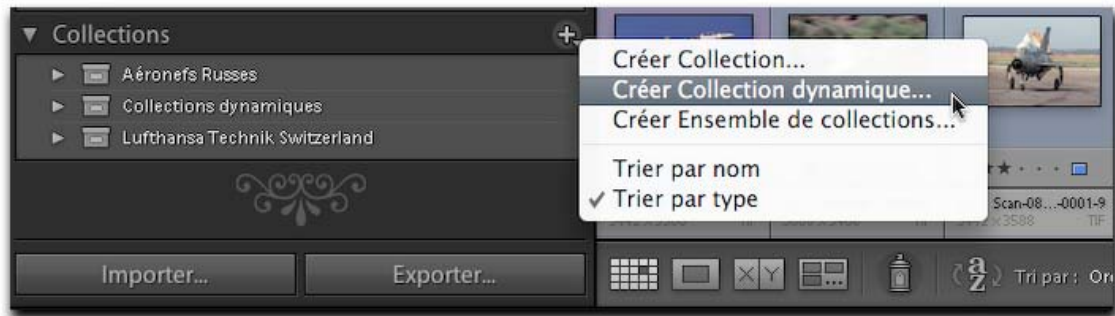 Collections
Aéronefs Russes
Collections dynamiques
Lufthansa Technik Switzerland
Importer...
Exporter...
Créer Collection...
Créer Collection dynamique...
Créer Ensemble de collections...
Trier par nom
✓ Trier par type
Scan-08...-0001-9
x 3588 TIF
XY
a
z
Tri par :